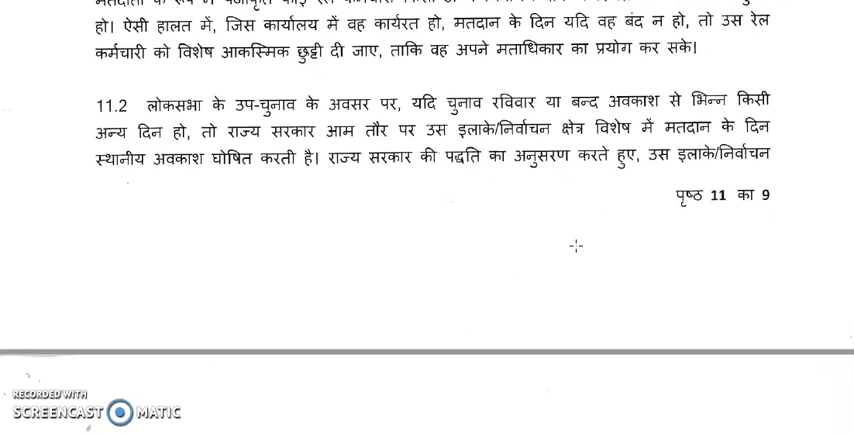 हो। ऐसी हालत में, जिस कार्यालय में वह कार्यरत हो, मतदान के दिन यदि वह बंद न हो, तो उस रेल
कर्मचारी को विशेष आकस्मिक छुट्टी दी जाए, ताकि वह अपने मताधिकार का प्रयोग कर सके।
11.2 लोकसभा के उप-चुनाव के अवसर पर, यदि चुनाव रविवार या बन्द अवकाश से भिन्न किसी
अन्य दिन हो, तो राज्य सरकार आम तौर पर उस इलाके/निर्वाचन क्षेत्र विशेष में मतदान के दिन
स्थानीय अवकाश घोषित करती है। राज्य सरकार की पद्धति का अनुसरण करते हुए, उस इलाके/निर्वाचन
पृष्ठ 11 का 9
RECORDED WITH
SCREENCAST MATIC